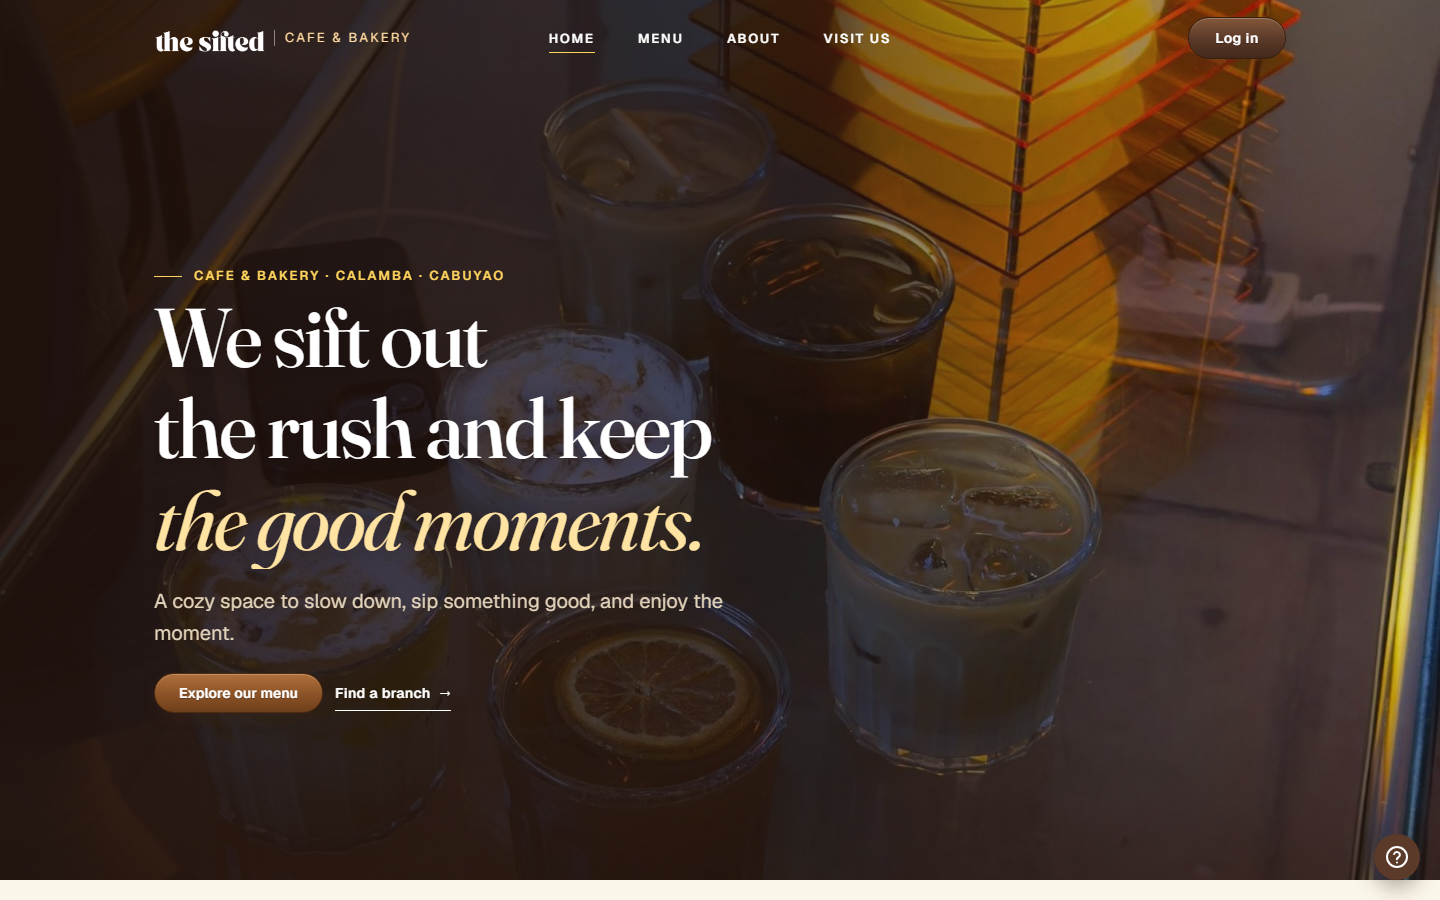 the sifted
CAFE & BAKERY
HOME
MENU
ABOUT
VISIT US
Log in
CAFE & BAKERY · CALAMBA · CABUYAO
We sift out
the rush and keep
the good moments.
A cozy space to slow down, sip something good, and enjoy the
moment.
Explore our menu
Find a branch →